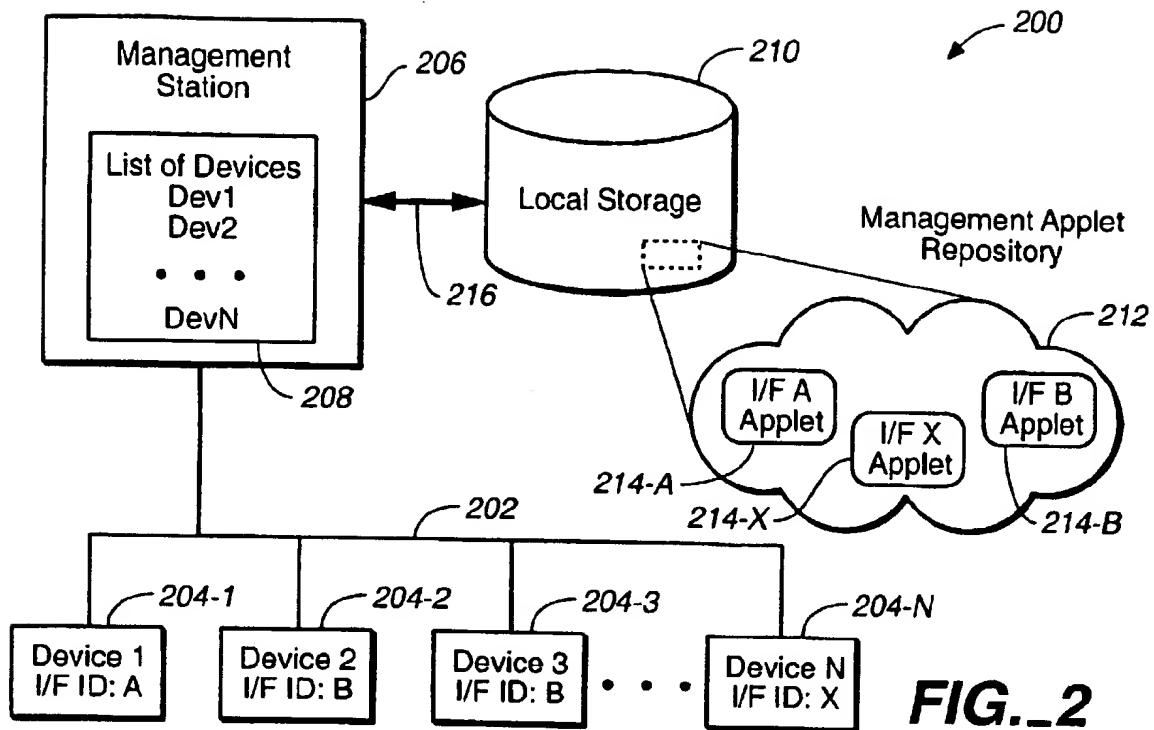 200
Management
Station
206
210
List of Devices
Dev1
Dev2
• • •
DevN
208
216
Local Storage
Management Applet
Repository
212
I/F A
Applet
I/F X
Applet
I/F B
Applet
214-A
214-X
214-B
202
204-1
204-2
204-3
204-N
Device 1
I/F ID: A
Device 2
I/F ID: B
Device 3
I/F ID: B
• • •
Device N
I/F ID: X
FIG._2